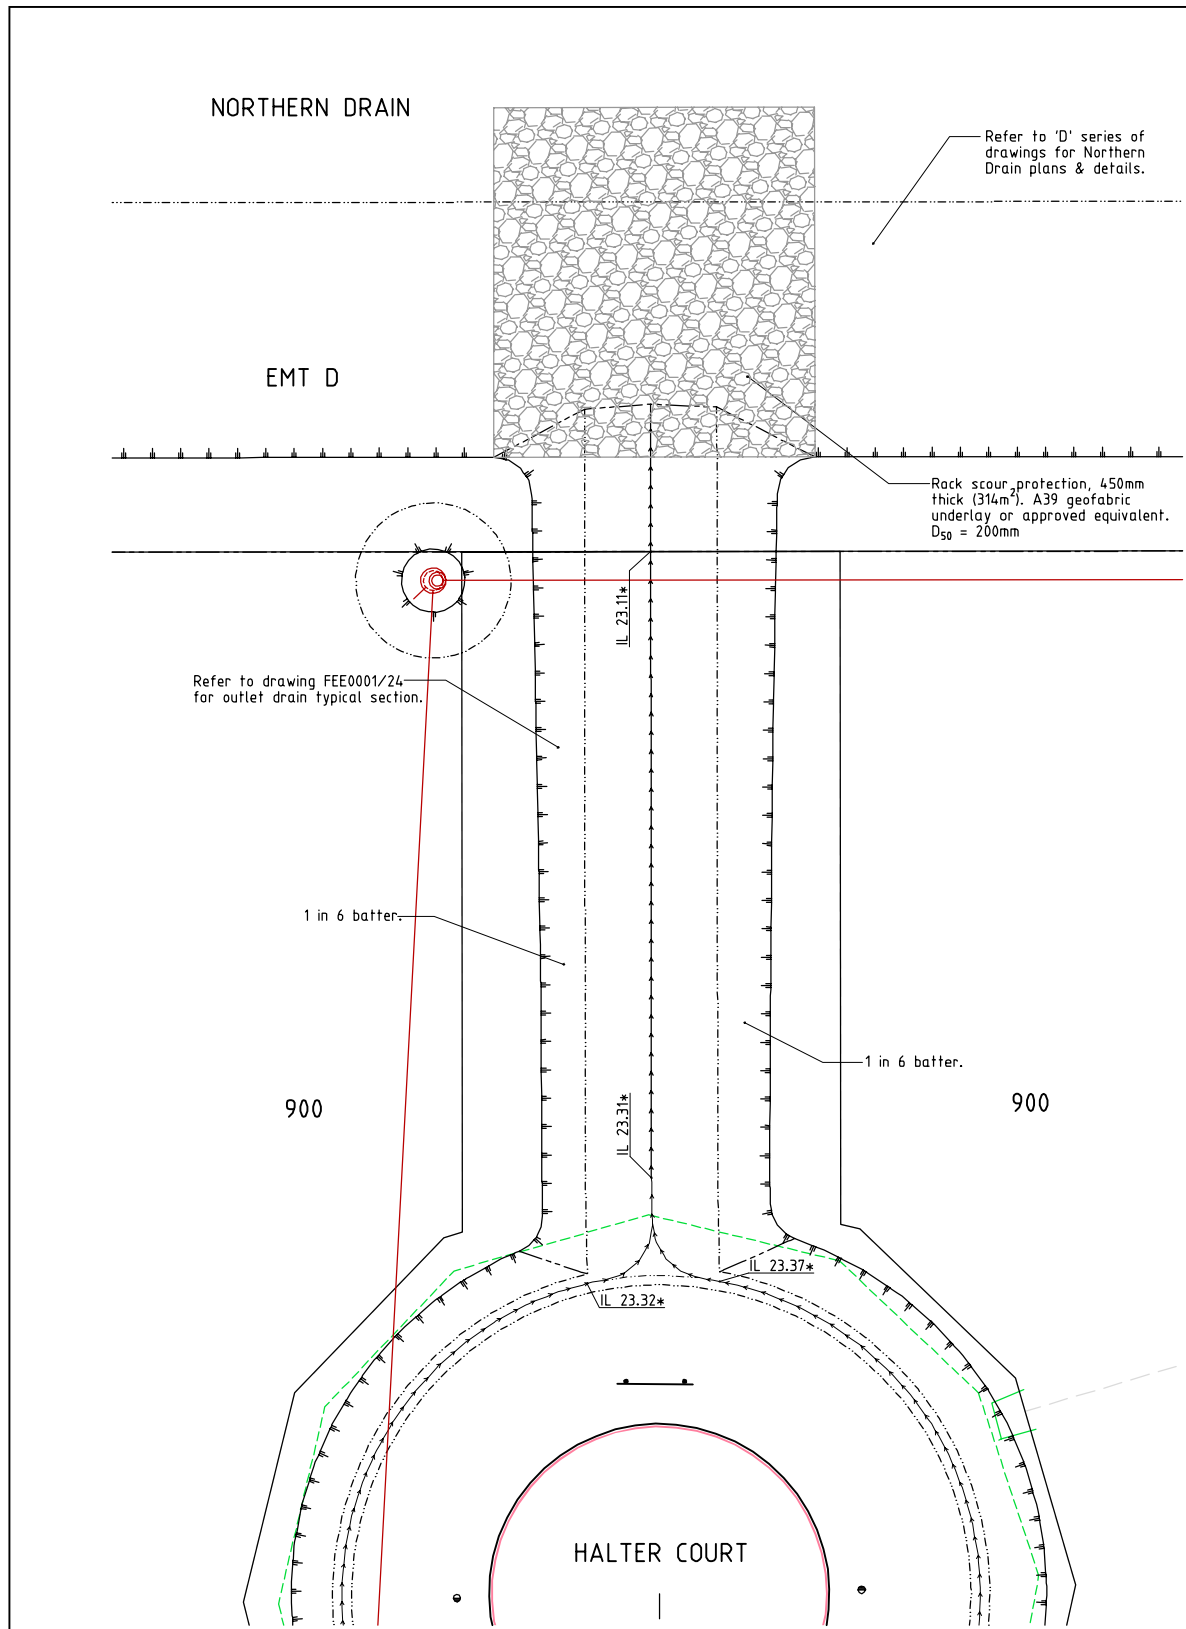 NORTHERN DRAIN
Refer to 'D' series of
drawings for Northern
Drain plans & details.
EMT D
Rock scour protection, 450mm
thick (314m²). A39 geofabric
underlay or approved equivalent.
D50 = 200mm
IL 23.11*
Refer to drawing FEE0001/24
for outlet drain typical section.
1 in 6 batter.
1 in 6 batter.
900
IL 23.31*
900
IL 23.37*
IL 23.32*
HALTER COURT